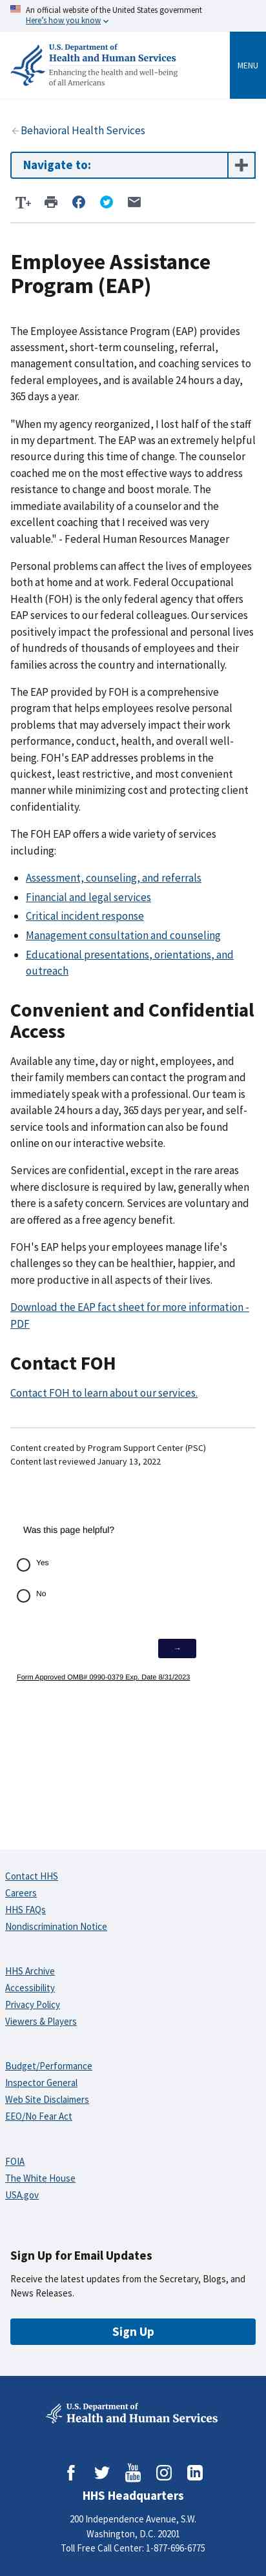 An official website of the United States government
Here's how you know
U.S. Department of
Health and Human Services
Enhancing the health and well-being
of all Americans
MENU
Behavioral Health Services
Navigate to:
T+
Employee Assistance
Program (EAP)
The Employee Assistance Program (EAP) provides
assessment, short-term counseling, referral,
management consultation, and coaching services to
federal employees, and is available 24 hours a day,
365 days a year.
"When my agency reorganized, I lost half of the staff
in my department. The EAP was an extremely helpful
resource during this time of change. The counselor
coached me on the most effective ways to address
resistance to change and boost morale. The
immediate availability of a counselor and the
excellent coaching that I received was very
valuable." - Federal Human Resources Manager
Personal problems can affect the lives of employees
both at home and at work. Federal Occupational
Health (FOH) is the only federal agency that offers
EAP services to our federal colleagues. Our services
positively impact the professional and personal lives
of hundreds of thousands of employees and their
families across the country and internationally.
The EAP provided by FOH is a comprehensive
program that helps employees resolve personal
problems that may adversely impact their work
performance, conduct, health, and overall well-
being. FOH's EAP addresses problems in the
quickest, least restrictive, and most convenient
manner while minimizing cost and protecting client
confidentiality.
The FOH EAP offers a wide variety of services
including:
Assessment, counseling, and referrals
Financial and legal services
Critical incident response
Management consultation and counseling
Educational presentations, orientations, and
outreach
Convenient and Confidential
Access
Available any time, day or night, employees, and
their family members can contact the program and
immediately speak with a professional. Our team is
available 24 hours a day, 365 days per year, and self-
service tools and information can also be found
online on our interactive website.
Services are confidential, except in the rare areas
where disclosure is required by law, generally when
there is a safety concern. Services are voluntary and
are offered as a free agency benefit.
FOH's EAP helps your employees manage life's
challenges so they can be healthier, happier, and
more productive in all aspects of their lives.
Download the EAP fact sheet for more information -
PDF
Contact FOH
Contact FOH to learn about our services.
Content created by Program Support Center (PSC)
Content last reviewed January 13, 2022
Was this page helpful?
Yes
No
→
Form Approved OMB# 0990-0379 Exp. Date 8/31/2023
Contact HHS
Careers
HHS FAQs
Nondiscrimination Notice
HHS Archive
Accessibility
Privacy Policy
Viewers & Players
Budget/Performance
Inspector General
Web Site Disclaimers
EEO/No Fear Act
FOIA
The White House
USA.gov
Sign Up for Email Updates
Receive the latest updates from the Secretary, Blogs, and
News Releases.
Sign Up
U.S. Department of
Health and Human Services
You Tube
HHS Headquarters
200 Independence Avenue, S.W.
Washington, D.C. 20201
Toll Free Call Center: 1-877-696-6775